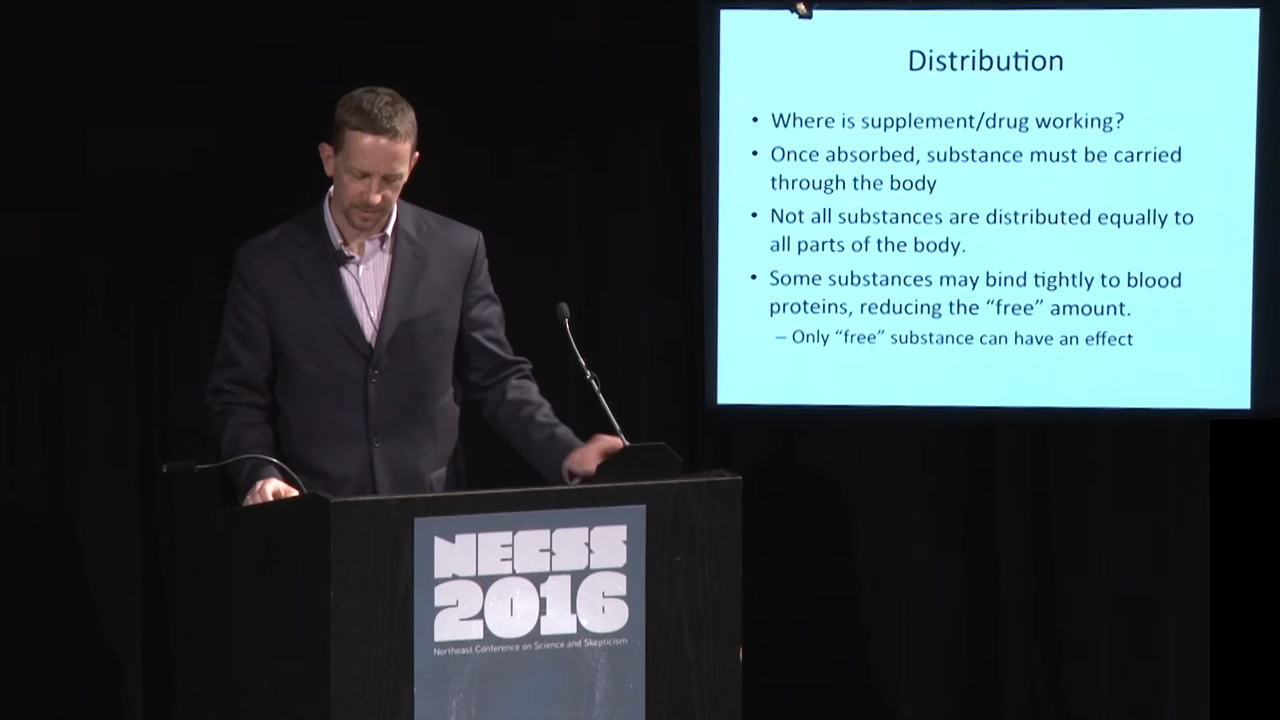 Distribution
• Where is supplement/drug working?
• Once absorbed, substance must be carried
through the body
• Not all substances are distributed equally to
all parts of the body.
• Some substances may bind tightly to blood
proteins, reducing the “free” amount.
– Only “free” substance can have an effect
NECSS
2016
Northeast Conference on Science and Skepticism